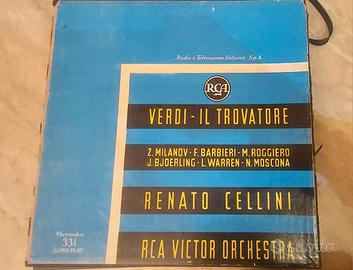 Radio e Televisione Italiana S.p.A.
RCA
VERDI - IL TROVATORE
Z. MILANOV - F. BARBIERI - M. ROGGIERO
J. BJOERLING - L. WARREN - N. MOSCONA
RENATO CELLINI
RCA VICTOR ORCHESTRA
Microsolco
33⅓
(LONG PLAY)
subito